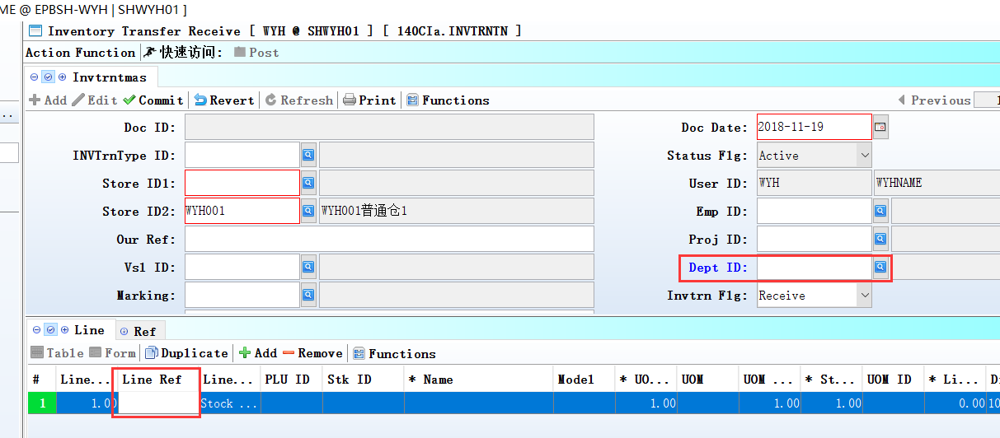 ME @ EPBSH-WYH | SHWYH01 ]
Inventory Transfer Receive [ WYH @ SHWYH01 ] [ 140CIa.INVTRNTN ]
Action Function 快速访问: Post
Invtrntmas
Add Edit Commit Revert Refresh Print Functions Previous 1
Doc ID: Doc Date: 2018-11-19
INVTrnType ID: Status Flg: Active
Store ID1: User ID: WYH WYHNAME
Store ID2: WYH001 WYH001普通仓1 Emp ID:
Our Ref: Proj ID:
Vsl ID: Dept ID:
Marking: Invtrn Flg: Receive
Line Ref
Table Form Duplicate Add Remove Functions
# Line... Line Ref Line... PLU ID Stk ID * Name Model * UO... UOM UOM ... * St... UOM ID * Li...
1 1.00 Stock ... 1.00 1.00 1.00 0.00 10